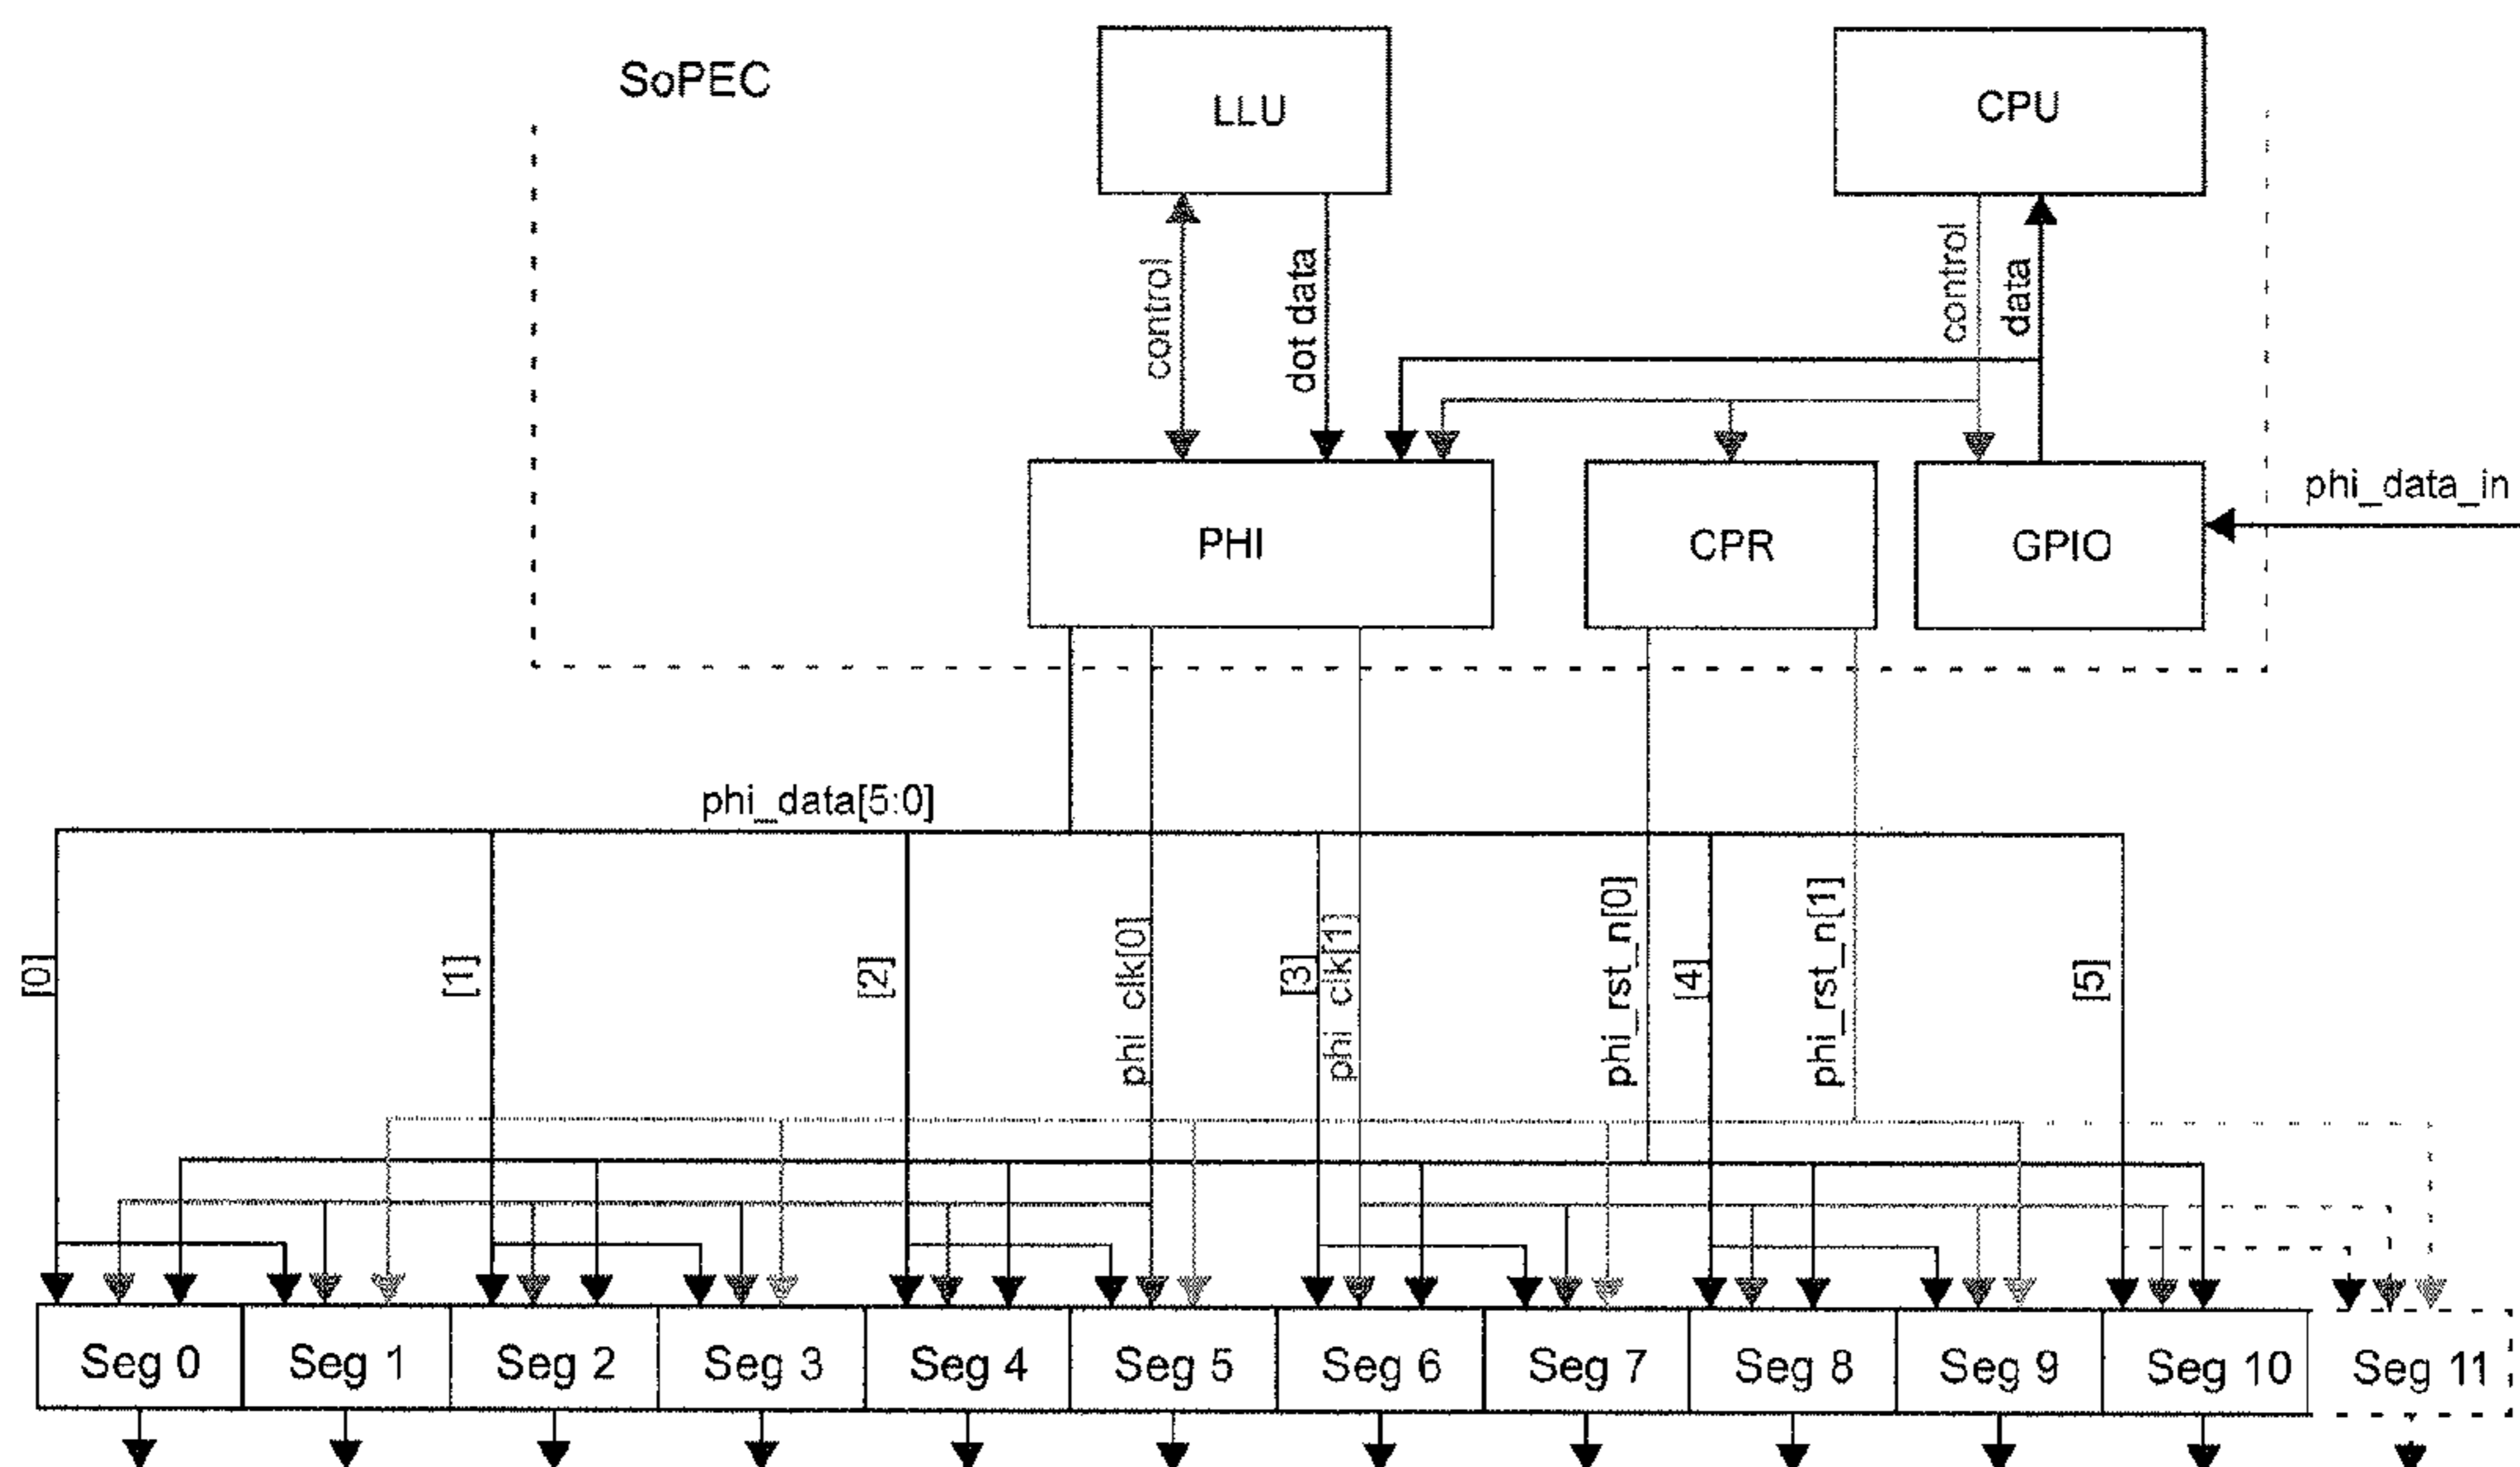 SoPEC
LLU
CPU
control
dot data
control
data
PHI
CPR
GPIO
phi_data_in
phi_data[5:0]
[0]
[1]
[2]
phi_clk[0]
[3]
phi_clk[1]
phi_rst_n[0]
[4]
phi_rst_n[1]
[5]
Seg 0
Seg 1
Seg 2
Seg 3
Seg 4
Seg 5
Seg 6
Seg 7
Seg 8
Seg 9
Seg 10
Seg 11